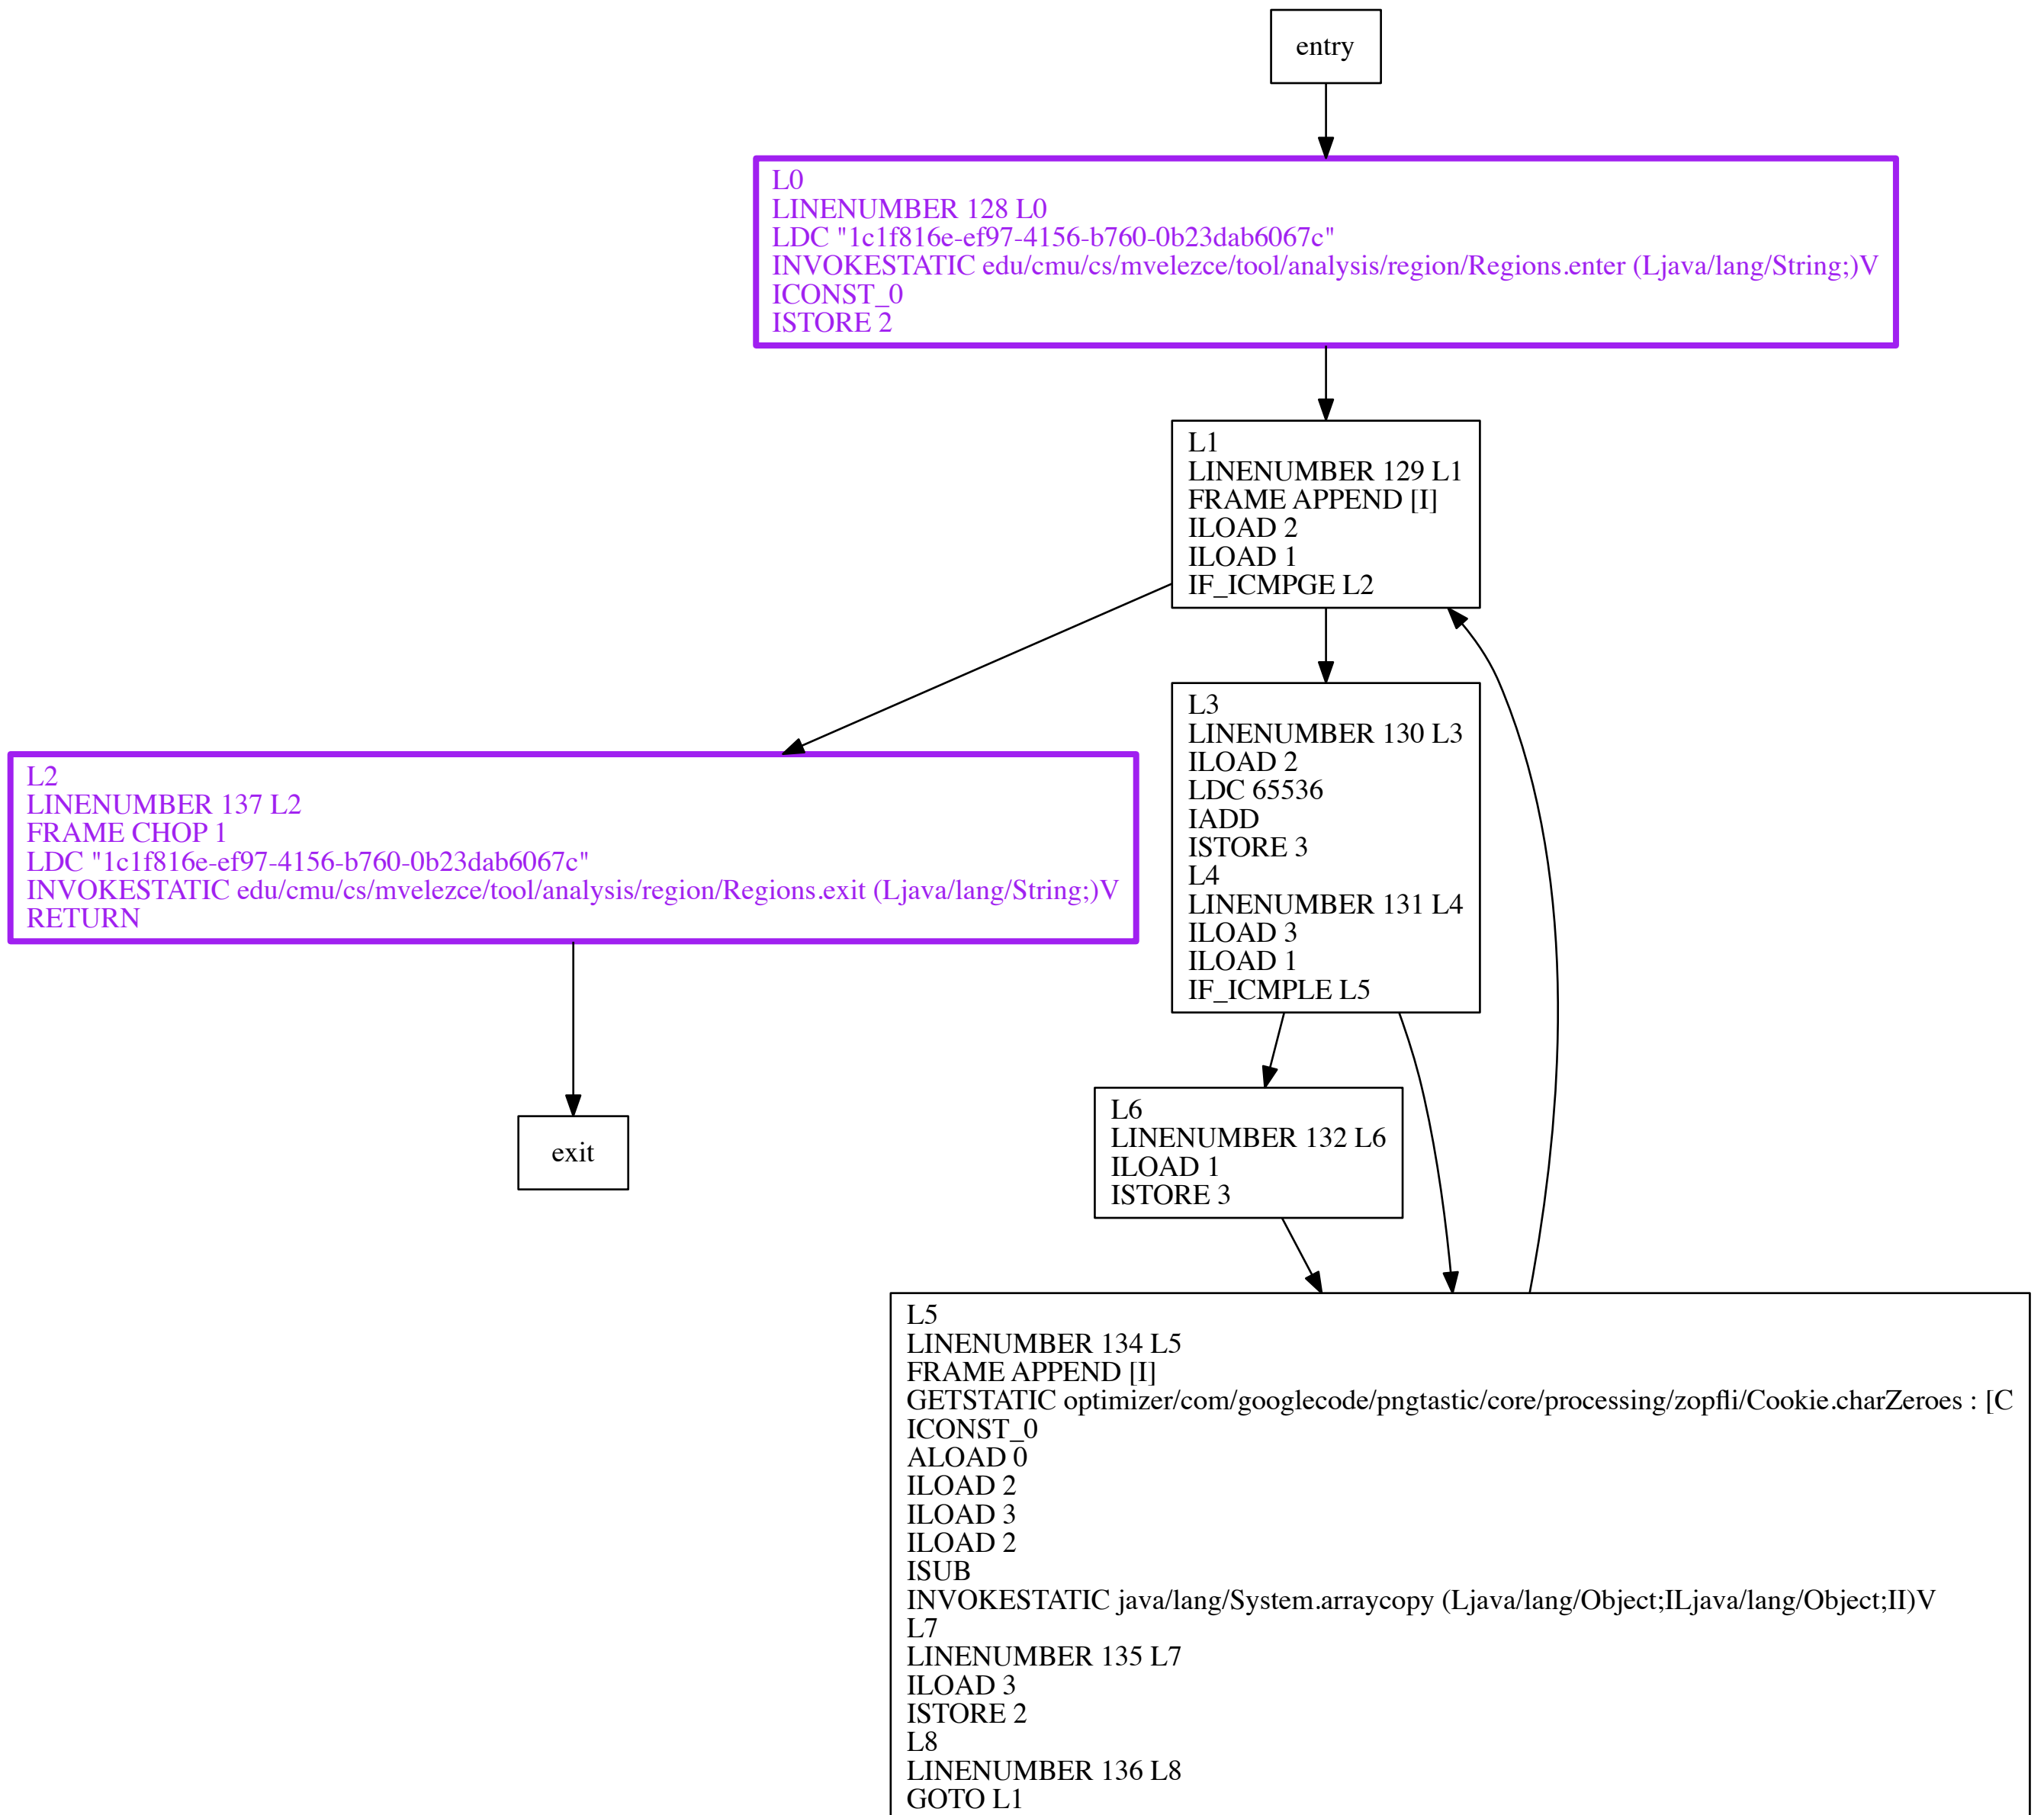 entry
L0
LINENUMBER 128 L0
LDC "1c1f816e-ef97-4156-b760-0b23dab6067c"
INVOKESTATIC edu/cmu/cs/mvelezce/tool/analysis/region/Regions.enter (Ljava/lang/String;)V
ICONST_0
ISTORE 2
L1
LINENUMBER 129 L1
FRAME APPEND [I]
ILOAD 2
ILOAD 1
IF_ICMPGE L2
L2
LINENUMBER 137 L2
FRAME CHOP 1
LDC "1c1f816e-ef97-4156-b760-0b23dab6067c"
INVOKESTATIC edu/cmu/cs/mvelezce/tool/analysis/region/Regions.exit (Ljava/lang/String;)V
RETURN
L3
LINENUMBER 130 L3
ILOAD 2
LDC 65536
IADD
ISTORE 3
L4
LINENUMBER 131 L4
ILOAD 3
ILOAD 1
IF_ICMPLE L5
exit
L6
LINENUMBER 132 L6
ILOAD 1
ISTORE 3
L5
LINENUMBER 134 L5
FRAME APPEND [I]
GETSTATIC optimizer/com/googlecode/pngtastic/core/processing/zopfli/Cookie.charZeroes : [C
ICONST_0
ALOAD 0
ILOAD 2
ILOAD 3
ILOAD 2
ISUB
INVOKESTATIC java/lang/System.arraycopy (Ljava/lang/Object;ILjava/lang/Object;II)V
L7
LINENUMBER 135 L7
ILOAD 3
ISTORE 2
L8
LINENUMBER 136 L8
GOTO L1